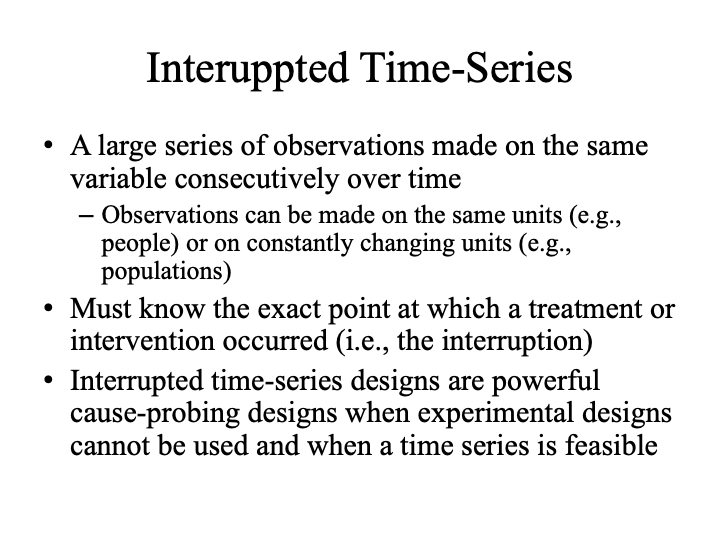 Interuppted Time-Series
• A large series of observations made on the same
variable consecutively over time
– Observations can be made on the same units (e.g.,
people) or on constantly changing units (e.g.,
populations)
• Must know the exact point at which a treatment or
intervention occurred (i.e., the interruption)
• Interrupted time-series designs are powerful
cause-probing designs when experimental designs
cannot be used and when a time series is feasible